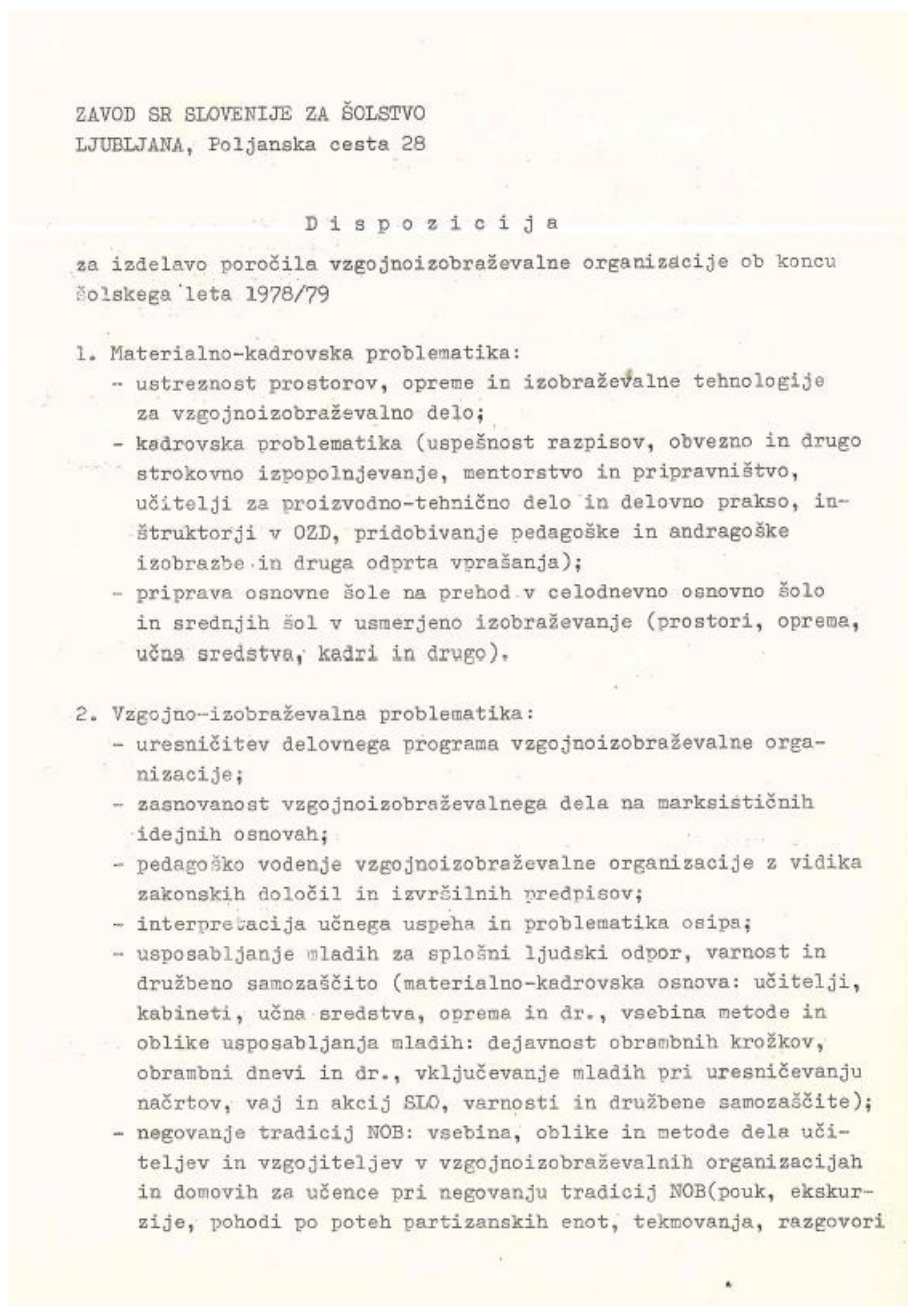 ZAVOD SR SLOVENIJE ZA ŠOLSTVO
LJUBLJANA, Poljanska cesta 28
D i s p o z i c i j a
za izdelavo poročila vzgojnoizobraževalne organizacije ob koncu
šolskega leta 1978/79
1. Materialno-kadrovska problematika:
- ustreznost prostorov, opreme in izobraževalne tehnologije
za vzgojnoizobraževalno delo;
- kadrovska problematika (uspešnost razpisov, obvezno in drugo
strokovno izpopolnjevanje, mentorstvo in pripravništvo,
učitelji za proizvodno-tehnično delo in delovno prakso, in-
štruktorji v OZD, pridobivanje pedagoške in andragoške
izobrazbe in druga odprta vprašanja);
- priprava osnovne šole na prehod v celodnevno osnovno šolo
in srednjih šol v usmerjeno izobraževanje (prostori, oprema,
učna sredstva, kadri in drugo).
2. Vzgojno-izobraževalna problematika:
- uresničitev delovnega programa vzgojnoizobraževalne orga-
nizacije;
- zasnovanost vzgojnoizobraževalnega dela na marksističnih
idejnih osnovah;
- pedagoško vodenje vzgojnoizobraževalne organizacije z vidika
zakonskih določil in izvršilnih predpisov;
- interpretacija učnega uspeha in problematika osipa;
- usposabljanje mladih za splošni ljudski odpor, varnost in
družbeno samozaščito (materialno-kadrovska osnova: učitelji,
kabineti, učna sredstva, oprema in dr., vsebina metode in
oblike usposabljanja mladih: dejavnost obrambnih krožkov,
obrambni dnevi in dr., vključevanje mladih pri uresničevanju
načrtov, vaj in akcij SLO, varnosti in družbene samozaščite);
- negovanje tradicij NOB: vsebina, oblike in metode dela uči-
teljev in vzgojiteljev v vzgojnoizobraževalnih organizacijah
in domovih za učence pri negovanju tradicij NOB(pouk, ekskur-
zije, pohodi po poteh partizanskih enot, tekmovanja, razgovori